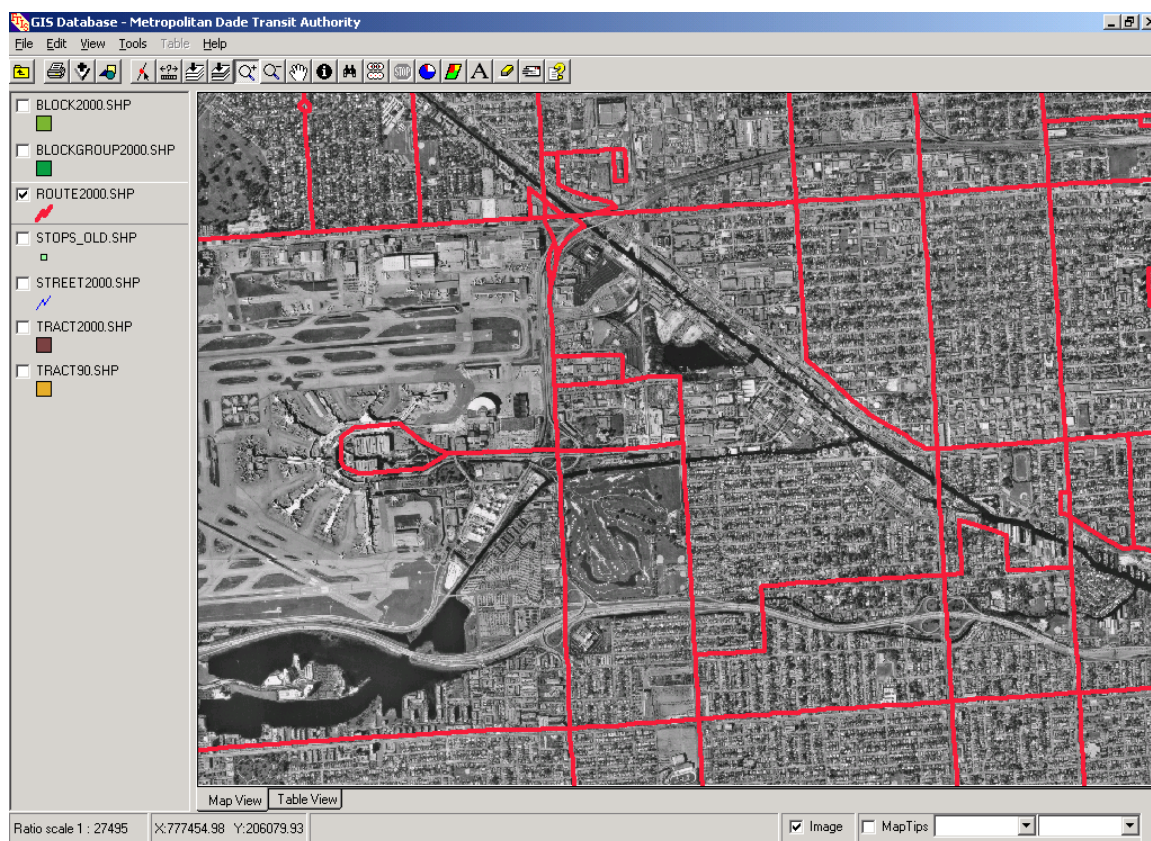 GIS Database - Metropolitan Dade Transit Authority
File Edit View Tools Table Help
STOP
A
BLOCK2000.SHP
BLOCKGROUP2000.SHP
ROUTE2000.SHP
STOPS_OLD.SHP
STREET2000.SHP
TRACT2000.SHP
TRACT90.SHP
Map View Table View
Ratio scale 1 : 27495 X:777454.98 Y:206079.93 Image MapTips